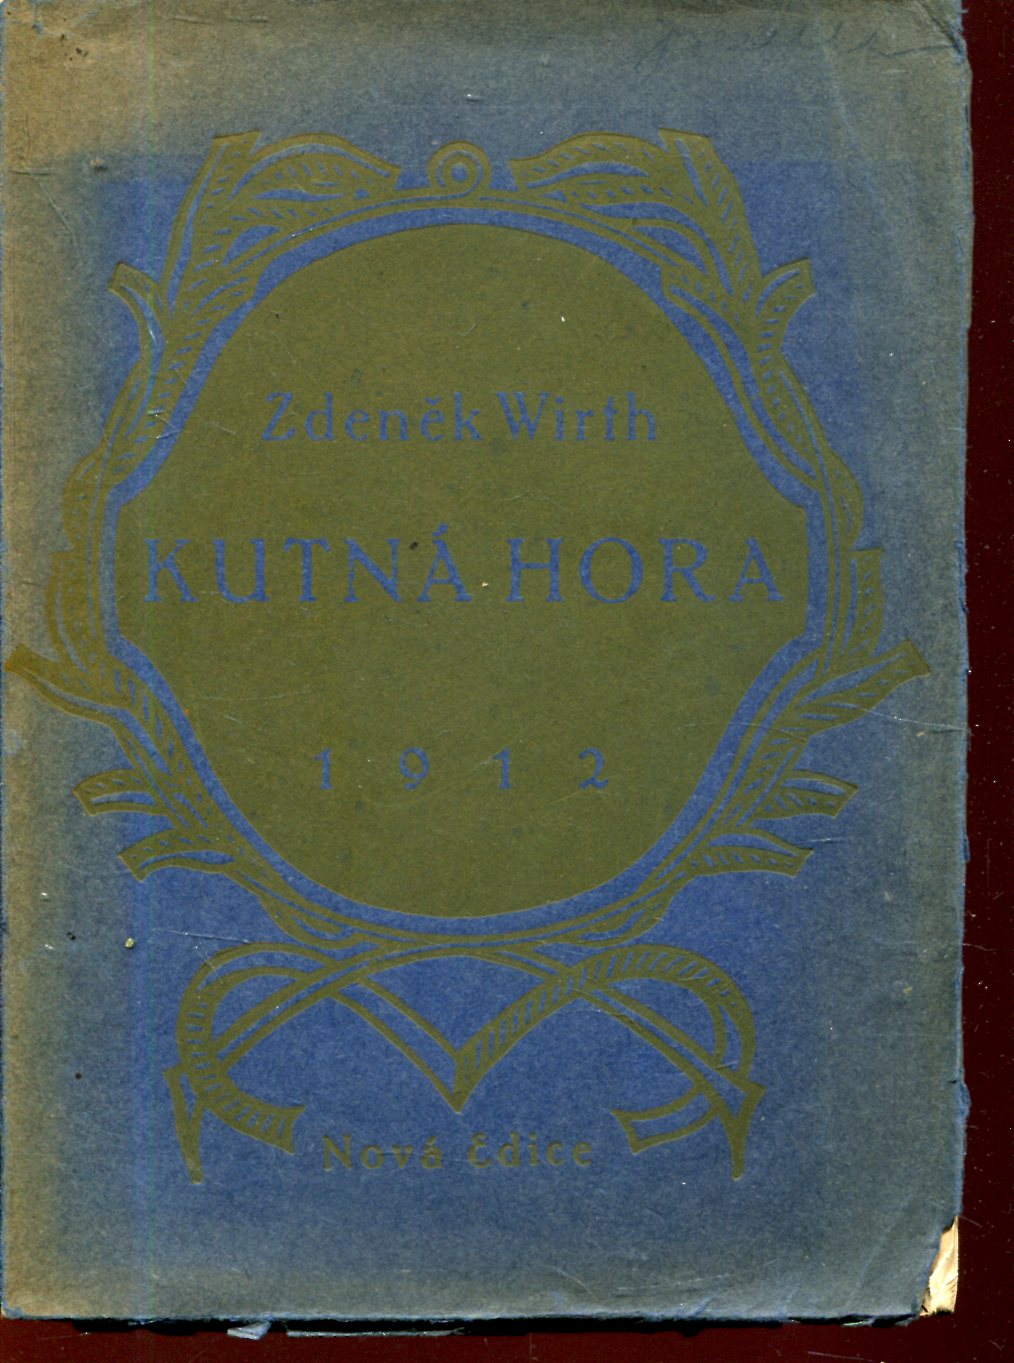 Zdeněk Wirth
KUTNÁ HORA
1912
Nová Edice